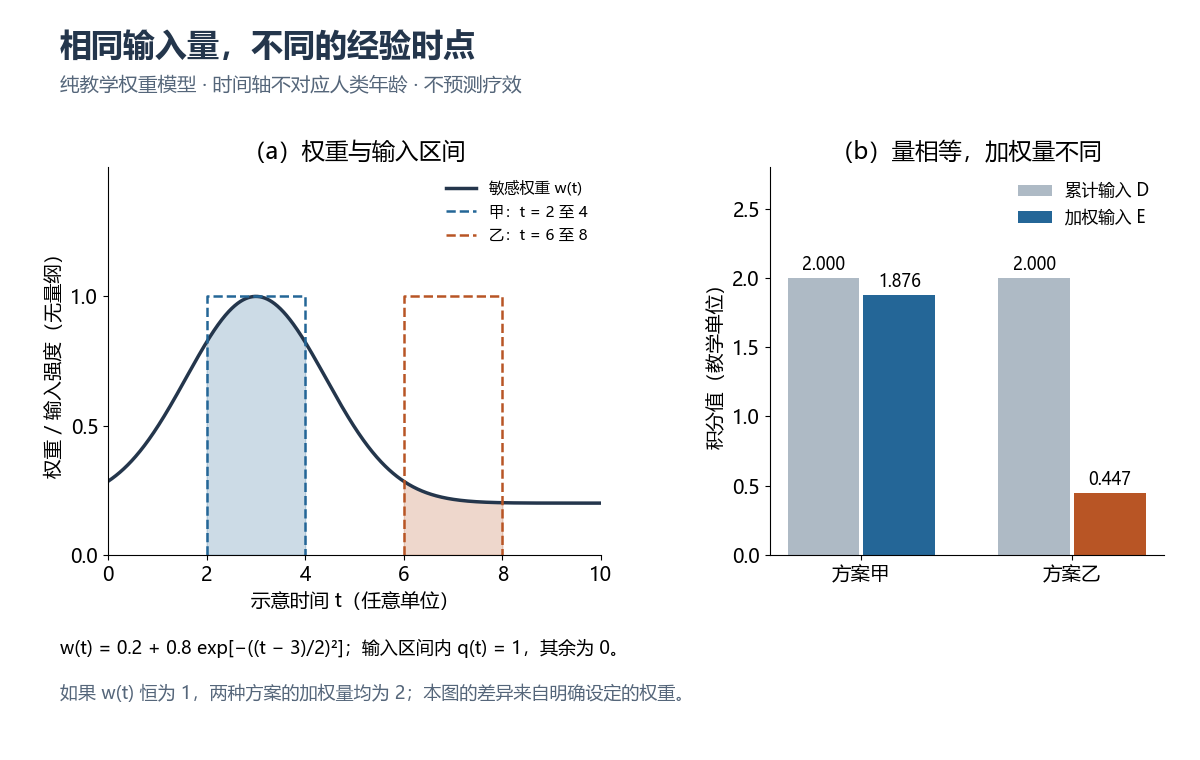 相同输入量，不同的经验时点
纯教学权重模型 · 时间轴不对应人类年龄 · 不预测疗效
（a）权重与输入区间
敏感权重 w(t)
甲：t = 2 至 4
乙：t = 6 至 8
权重 / 输入强度（无量纲）
1.0
0.5
0.0
0 2 4 6 8 10
示意时间 t（任意单位）
（b）量相等，加权量不同
累计输入 D
加权输入 E
积分值（教学单位）
2.5
2.0
1.5
1.0
0.5
0.0
2.000
1.876
2.000
0.447
方案甲 方案乙
w(t) = 0.2 + 0.8 exp[−((t − 3)/2)²]；输入区间内 q(t) = 1，其余为 0。
如果 w(t) 恒为 1，两种方案的加权量均为 2；本图的差异来自明确设定的权重。